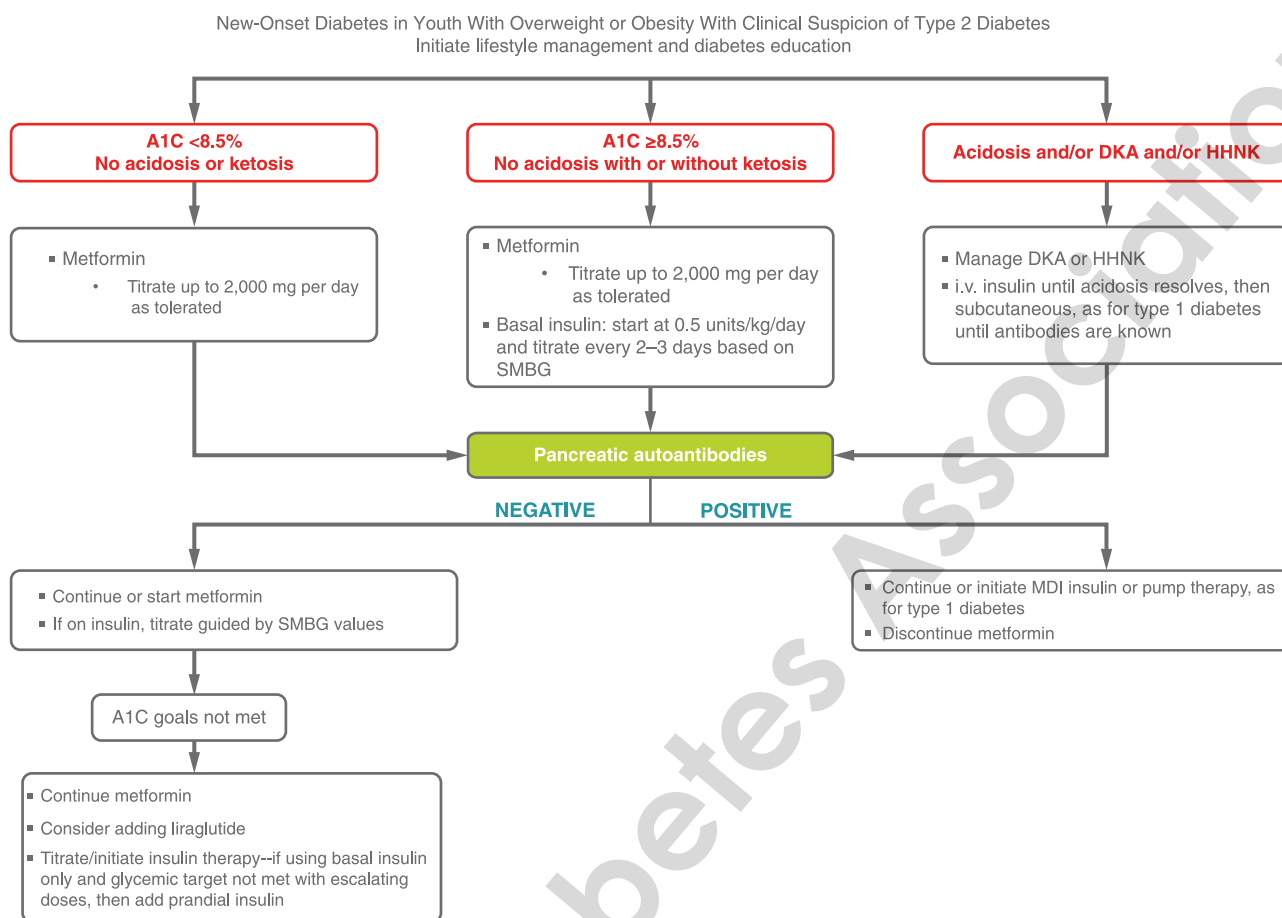 New-Onset Diabetes in Youth With Overweight or Obesity With Clinical Suspicion of Type 2 Diabetes
Initiate lifestyle management and diabetes education
A1C <8.5%
No acidosis or ketosis
A1C ≥8.5%
No acidosis with or without ketosis
Acidosis and/or DKA and/or HHNK
▪ Metformin
• Titrate up to 2,000 mg per day
as tolerated
▪ Metformin
• Titrate up to 2,000 mg per day
as tolerated
▪ Basal insulin: start at 0.5 units/kg/day
and titrate every 2–3 days based on
SMBG
▪ Manage DKA or HHNK
▪ i.v. insulin until acidosis resolves, then
subcutaneous, as for type 1 diabetes
until antibodies are known
Pancreatic autoantibodies
NEGATIVE
POSITIVE
▪ Continue or start metformin
▪ If on insulin, titrate guided by SMBG values
▪ Continue or initiate MDI insulin or pump therapy, as
for type 1 diabetes
▪ Discontinue metformin
A1C goals not met
▪ Continue metformin
▪ Consider adding liraglutide
▪ Titrate/initiate insulin therapy--if using basal insulin
only and glycemic target not met with escalating
doses, then add prandial insulin
betes Associatio